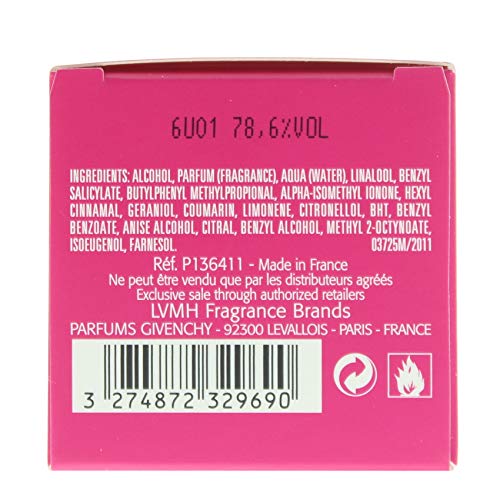 6U01 78,6%VOL
INGREDIENTS: ALCOHOL, PARFUM (FRAGRANCE), AQUA (WATER), LINALOOL, BENZYL
SALICYLATE, BUTYLPHENYL METHYLPROPIONAL, ALPHA-ISOMETHYL IONONE, HEXYL
CINNAMAL, GERANIOL, COUMARIN, LIMONENE, CITRONELLOL, BHT, BENZYL
BENZOATE, ANISE ALCOHOL, CITRAL, BENZYL ALCOHOL, METHYL 2-OCTYNOATE,
ISOEUGENOL, FARNESOL. 03725M/2011
Réf. P136411 - Made in France
Ne peut être vendu que par les distributeurs agréés
Exclusive sale through authorized retailers
LVMH Fragrance Brands
PARFUMS GIVENCHY - 92300 LEVALLOIS - PARIS - FRANCE
3 274872 329690